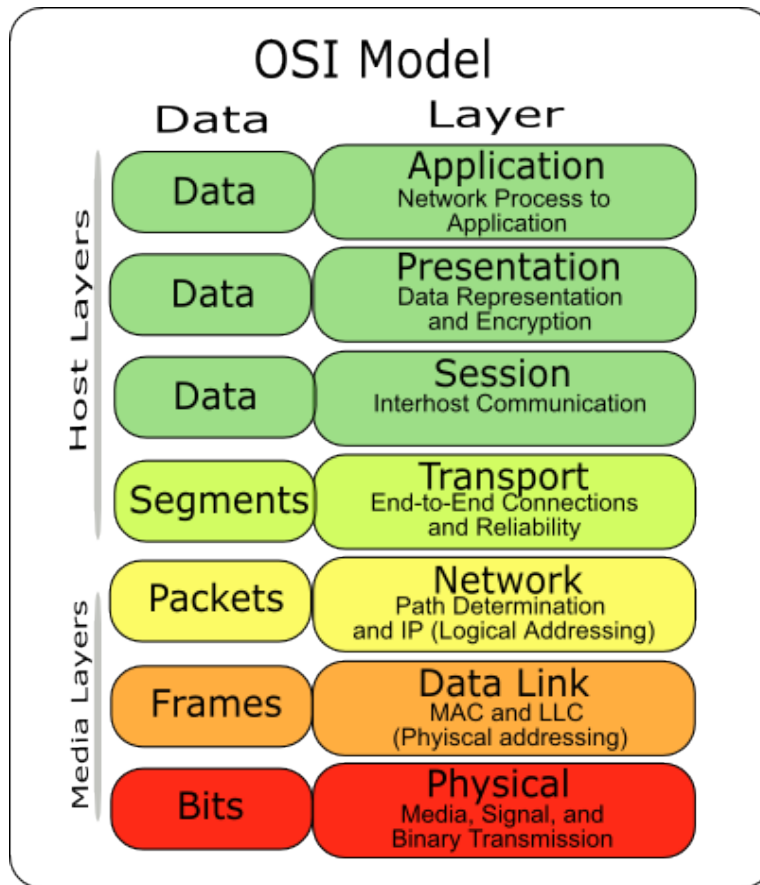 OSI Model
Data Layer
Host Layers
Data
Application
Network Process to
Application
Data
Presentation
Data Representation
and Encryption
Data
Session
Interhost Communication
Segments
Transport
End-to-End Connections
and Reliability
Media Layers
Packets
Network
Path Determination
and IP (Logical Addressing)
Frames
Data Link
MAC and LLC
(Phyiscal addressing)
Bits
Physical
Media, Signal, and
Binary Transmission